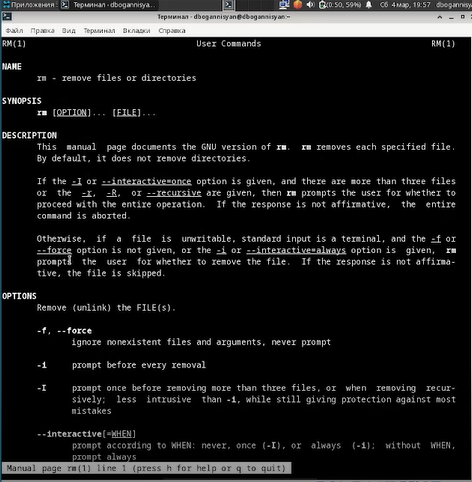 Приложения Терминал - dbogannisya... (0:50, 59%) Сб 4 мар, 19:57 dbogannisy
Терминал - dbogannisyan@dbogannisyan:~
Файл Правка Вид Терминал Вкладки Справка
RM(1) User Commands RM(1)
NAME
rm - remove files or directories
SYNOPSIS
rm [OPTION]... [FILE]...
DESCRIPTION
This manual page documents the GNU version of rm. rm removes each specified file.
By default, it does not remove directories.
If the -I or --interactive=once option is given, and there are more than three files
or the -r, -R, or --recursive are given, then rm prompts the user for whether to
proceed with the entire operation. If the response is not affirmative, the entire
command is aborted.
Otherwise, if a file is unwritable, standard input is a terminal, and the -f or
--force option is not given, or the -i or --interactive=always option is given, rm
prompts the user for whether to remove the file. If the response is not affirma-
tive, the file is skipped.
OPTIONS
Remove (unlink) the FILE(s).
-f, --force
ignore nonexistent files and arguments, never prompt
-i prompt before every removal
-I prompt once before removing more than three files, or when removing recur-
sively; less intrusive than -i, while still giving protection against most
mistakes
--interactive[=WHEN]
prompt according to WHEN: never, once (-I), or always (-i); without WHEN,
prompt always
Manual page rm(1) line 1 (press h for help or q to quit)